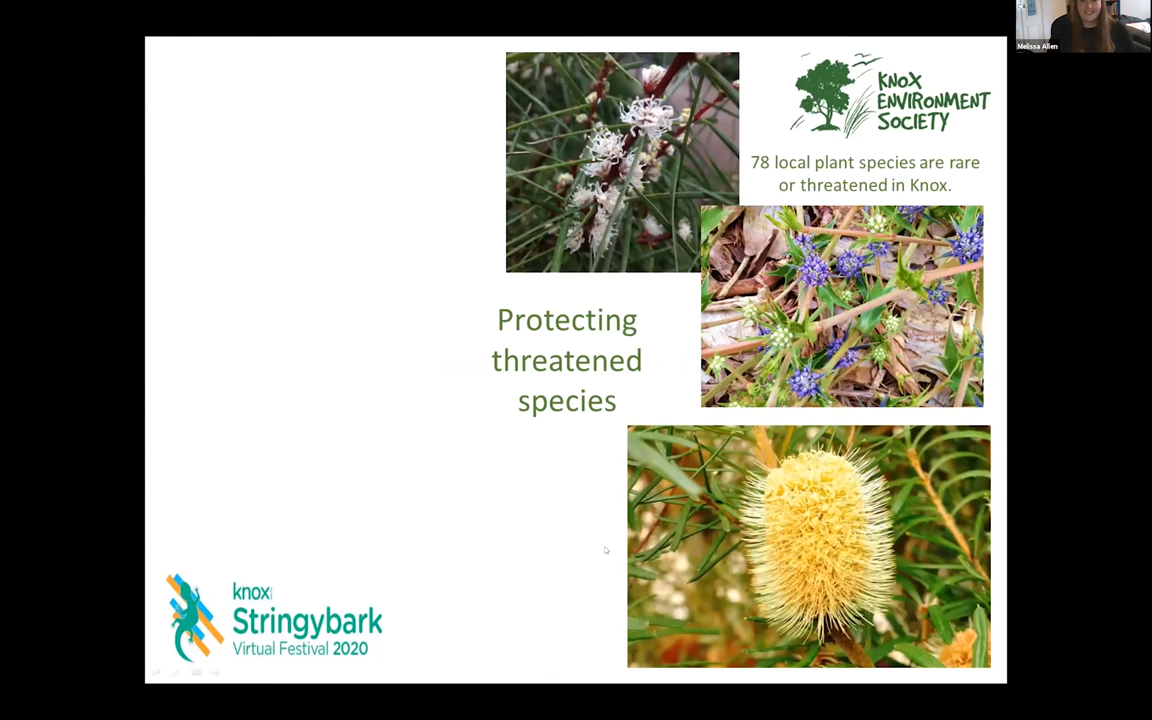 Melissa Allen
KNOX
ENVIRONMENT
SOCIETY
78 local plant species are rare
or threatened in Knox.
Protecting
threatened
species
knox
Stringybark
Virtual Festival 2020